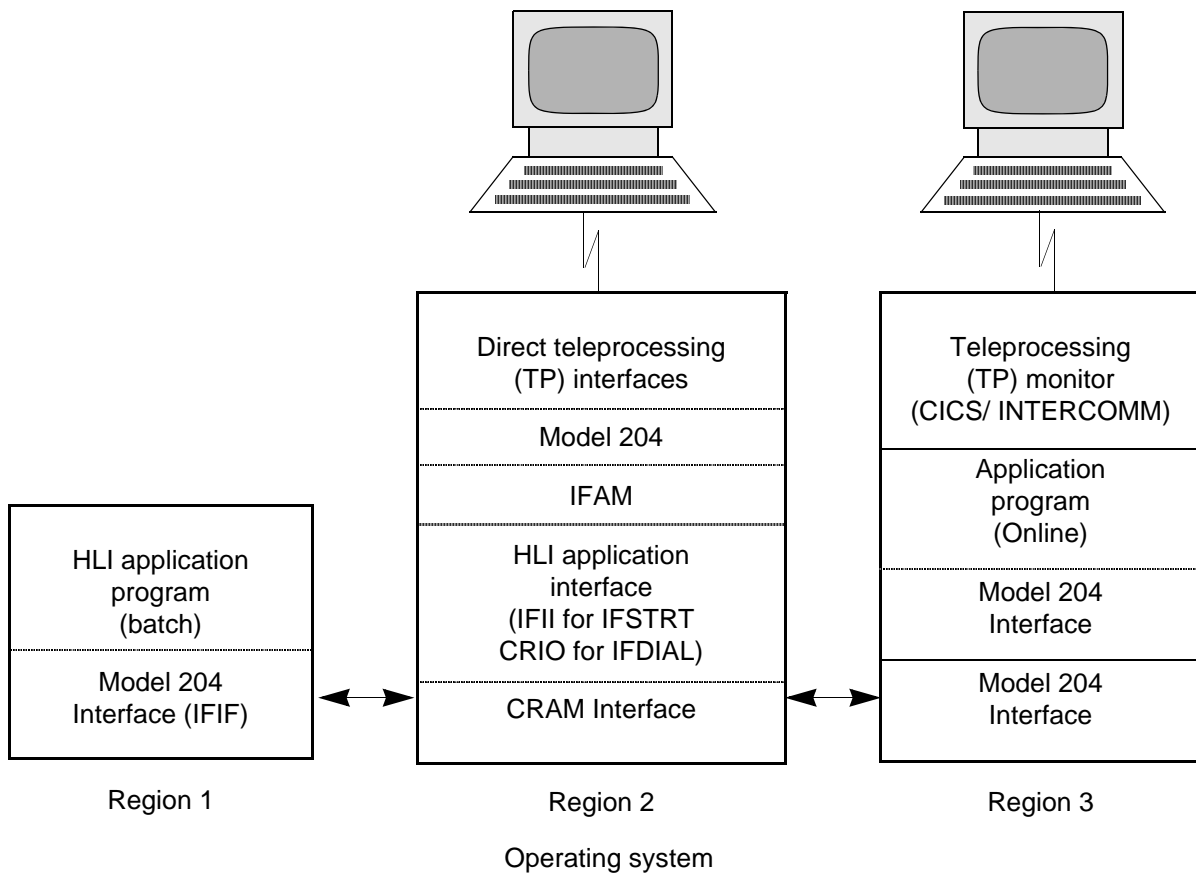 Direct teleprocessing
(TP) interfaces
Model 204
IFAM
HLI application
interface
(IFII for IFSTRT
CRIO for IFDIAL)
CRAM Interface
Teleprocessing
(TP) monitor
(CICS/ INTERCOMM)
Application
program
(Online)
Model 204
Interface
Model 204
Interface
HLI application
program
(batch)
Model 204
Interface (IFIF)
Region 1
Region 2
Region 3
Operating system